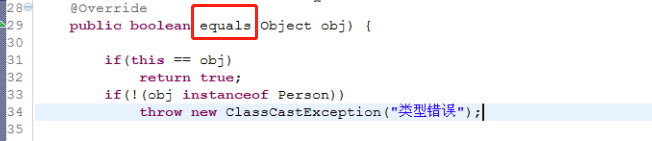 28 @Override
29 public boolean equals(Object obj) {
30
31 if(this == obj)
32 return true;
33 if(!(obj instanceof Person))
34 throw new ClassCastException("类型错误");
35